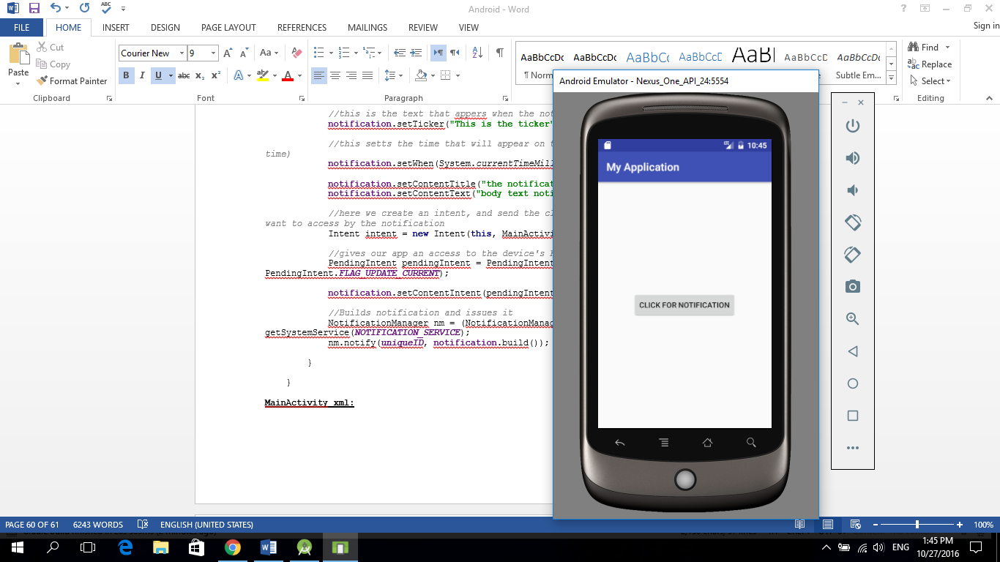 Android - Word
FILE HOME INSERT DESIGN PAGE LAYOUT REFERENCES MAILINGS REVIEW VIEW Sign in
Cut
Copy
Format Painter
Paste
Clipboard
Courier New 9
Font
Paragraph
AaBbCcDc AaBbCcDc AaBbCc AaBbCcC AaBl AaBbCcD AaBbCcDc
¶ Norm Subtle Em...
Find
Replace
Select
Editing
//this is the text that appers when the not
notification.setTicker("This is the ticker"
//this setts the time that will appear on t
time)
notification.setWhen(System.currentTimeMill
notification.setContentTitle("the notificat
notification.setContentText("body text noti
//here we create an intent, and send the cl
want to access by the notification
Intent intent = new Intent(this, MainActivi
//gives our app an access to the device's
PendingIntent pendingIntent = PendingIntent
PendingIntent.FLAG_UPDATE_CURRENT);
notification.setContentIntent(pendingIntent
//Builds notification and issues it
NotificationManager nm = (NotificationManag
getSystemService(NOTIFICATION_SERVICE);
nm.notify(uniqueID, notification.build());
}
}
MainActivity xml:
Android Emulator - Nexus_One_API_24:5554
10:45
My Application
CLICK FOR NOTIFICATION
PAGE 60 OF 61 6243 WORDS ENGLISH (UNITED STATES) 100%
ENG
1:45 PM
10/27/2016